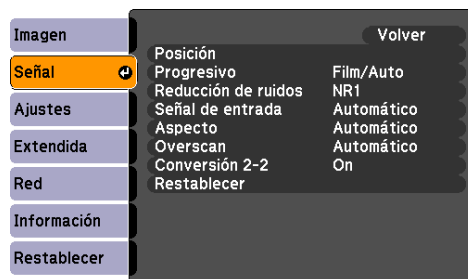 Imagen
Señal
Ajustes
Extendida
Red
Información
Restablecer
Volver
Posición
Progresivo Film/Auto
Reducción de ruidos NR1
Señal de entrada Automático
Aspecto Automático
Overscan Automático
Conversión 2-2 On
Restablecer